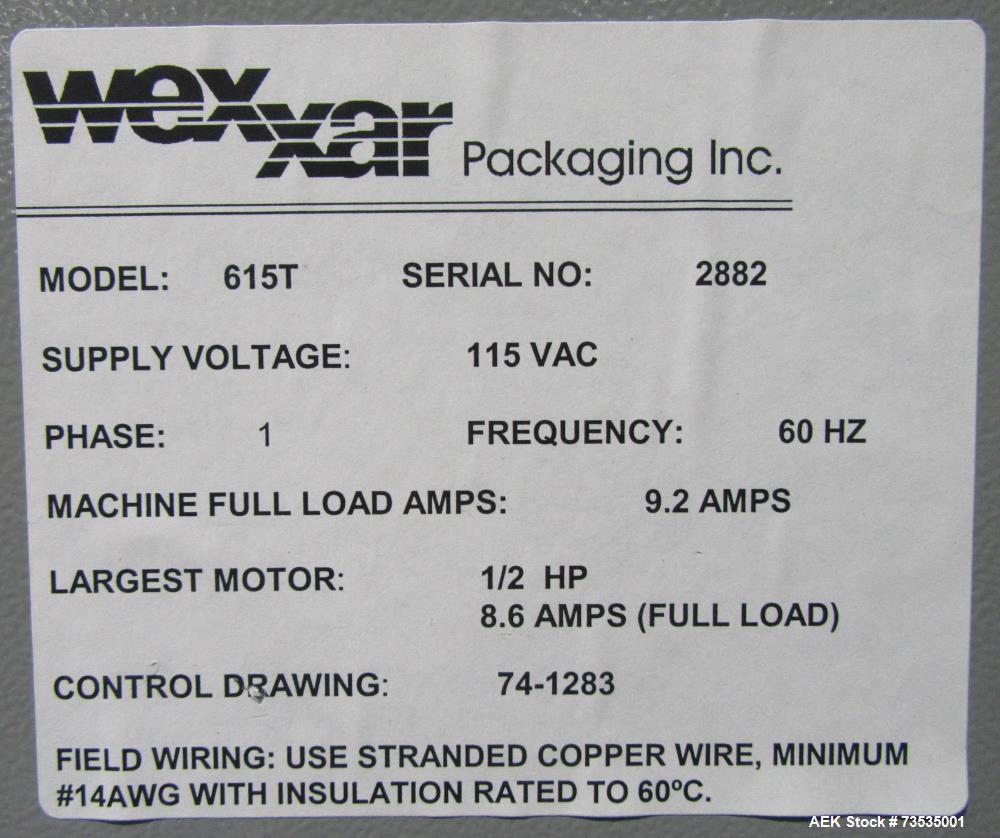 wexxar Packaging Inc.
MODEL: 615T SERIAL NO: 2882
SUPPLY VOLTAGE: 115 VAC
PHASE: 1 FREQUENCY: 60 HZ
MACHINE FULL LOAD AMPS: 9.2 AMPS
LARGEST MOTOR: 1/2 HP
8.6 AMPS (FULL LOAD)
CONTROL DRAWING: 74-1283
FIELD WIRING: USE STRANDED COPPER WIRE, MINIMUM
#14AWG WITH INSULATION RATED TO 60ºC.
AEK Stock # 73535001